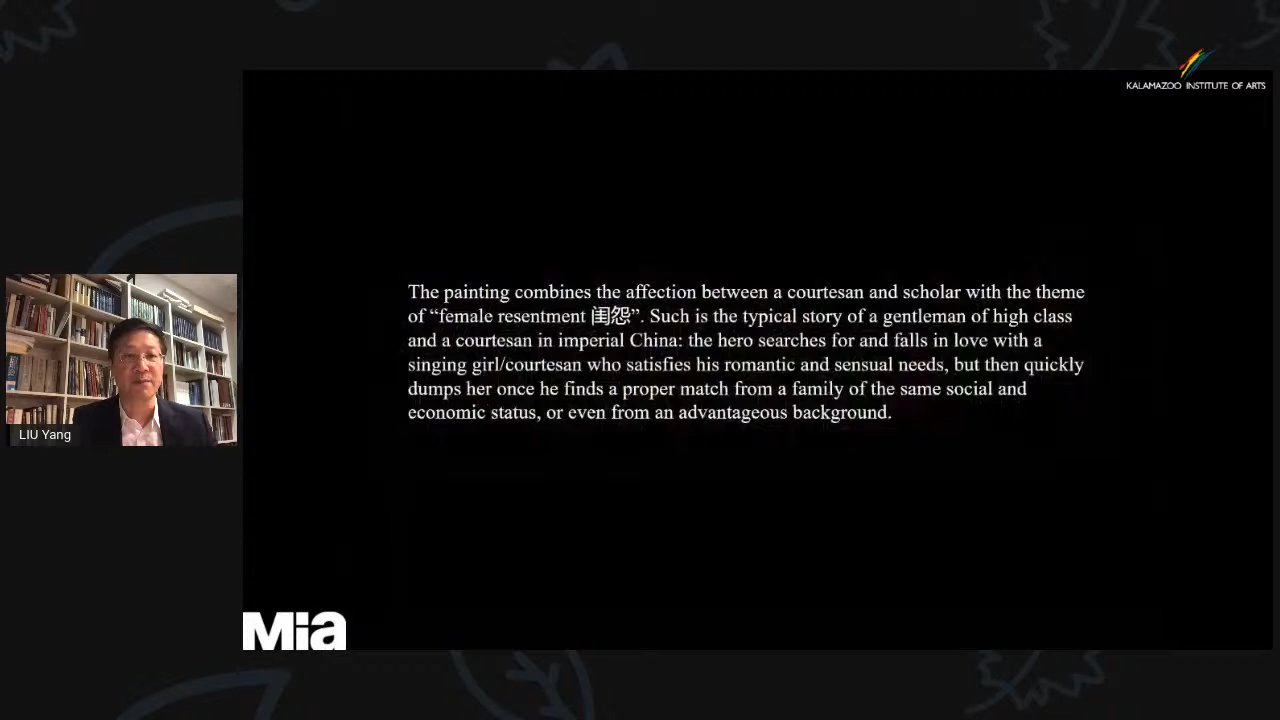 KALAMAZOO INSTITUTE OF ARTS
The painting combines the affection between a courtesan and scholar with the theme
of “female resentment 闺怨”. Such is the typical story of a gentleman of high class
and a courtesan in imperial China: the hero searches for and falls in love with a
singing girl/courtesan who satisfies his romantic and sensual needs, but then quickly
dumps her once he finds a proper match from a family of the same social and
economic status, or even from an advantageous background.
LIU Yang
Mia